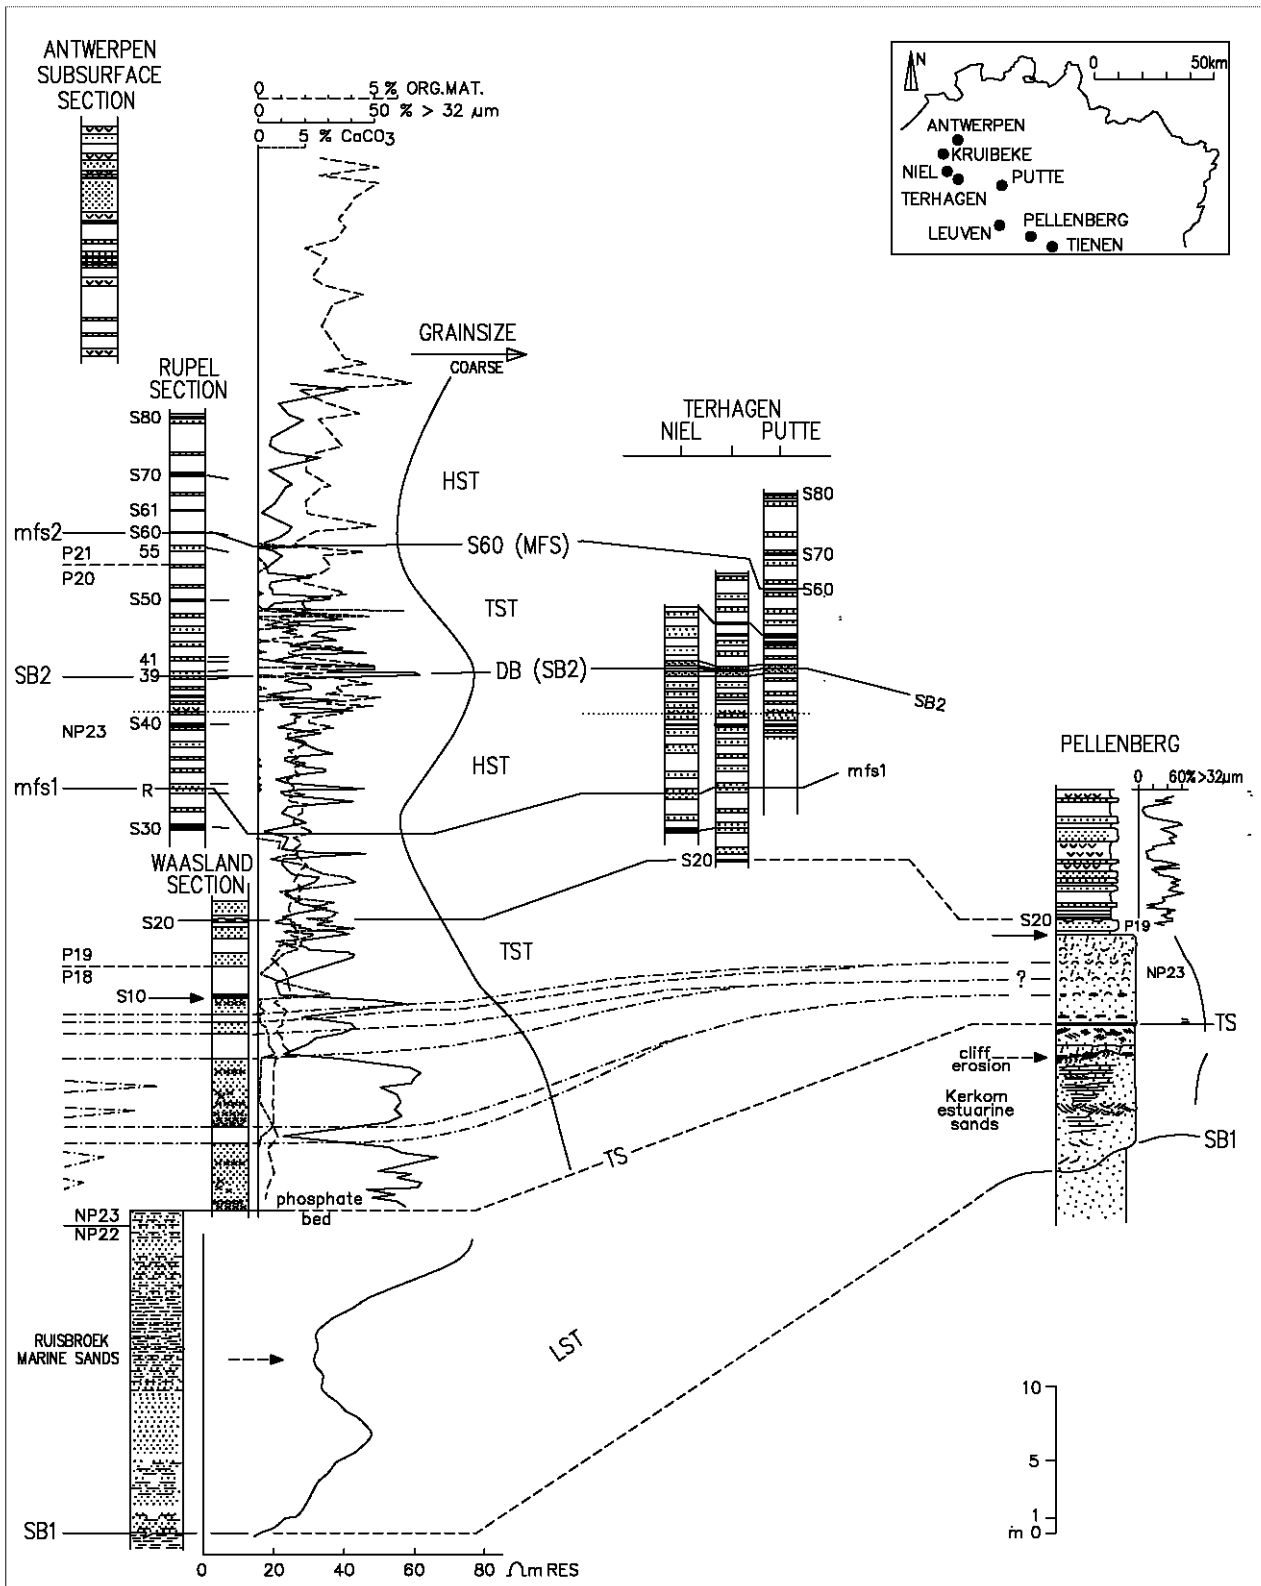 ANTWERPEN
SUBSURFACE
SECTION
0 5 % ORG.MAT.
0 50 % > 32 µm
0 5 % CaCO3
N
0 50km
ANTWERPEN
KRUIBEKE
NIEL
PUTTE
TERHAGEN
LEUVEN
PELLENBERG
TIENEN
GRAINSIZE
COARSE
RUPEL
SECTION
S80
S70
S61
mfs2
S60
55
P21
P20
S50
41
SB2
39
S40
NP23
mfs1
R
S30
HST
S60 (MFS)
TST
DB (SB2)
HST
TST
TERHAGEN
NIEL
PUTTE
S80
S70
S60
SB2
mfs1
S20
WAASLAND
SECTION
S20
P19
P18
S10
PELLENBERG
0 60%>32µm
S20
P19
NP23
?
TS
cliff
erosion
Kerkom
estuarine
sands
SB1
TS
phosphate
bed
NP23
NP22
RUISBROEK
MARINE SANDS
LST
SB1
0 20 40 60 80 Ωm RES
10
5
1
m 0